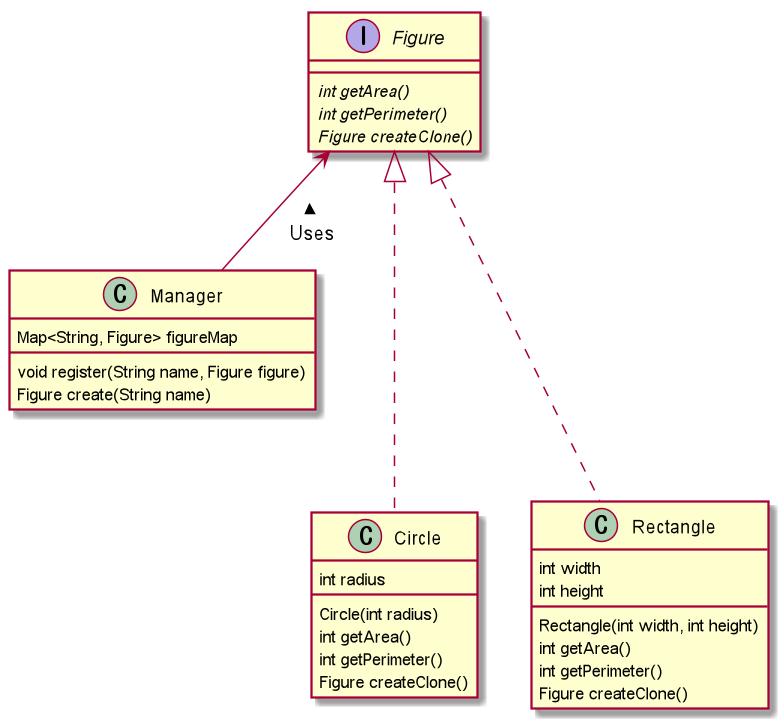 I Figure
int getArea()
int getPerimeter()
Figure createClone()
▲
Uses
C Manager
Map<String, Figure> figureMap
void register(String name, Figure figure)
Figure create(String name)
C Circle
int radius
Circle(int radius)
int getArea()
int getPerimeter()
Figure createClone()
C Rectangle
int width
int height
Rectangle(int width, int height)
int getArea()
int getPerimeter()
Figure createClone()